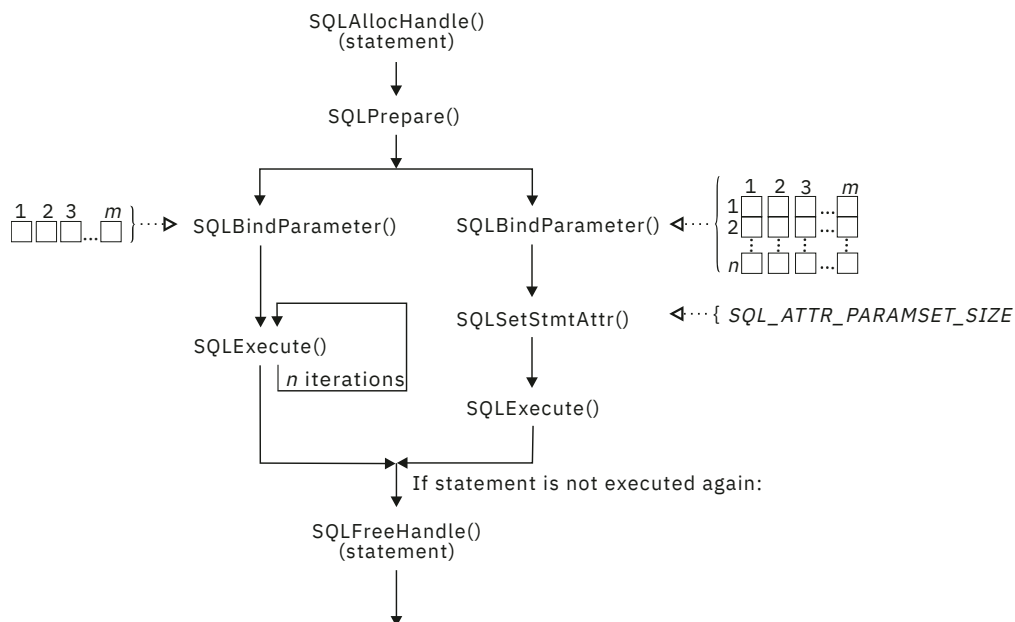 SQLAllocHandle()
(statement)
SQLPrepare()
1 2 3 m
SQLBindParameter()
SQLBindParameter()
1 2 3 m
1
...
2
...
n
...
...
SQLSetStmtAttr()
{ SQL_ATTR_PARAMSET_SIZE
SQLExecute()
n iterations
SQLExecute()
If statement is not executed again:
SQLFreeHandle()
(statement)